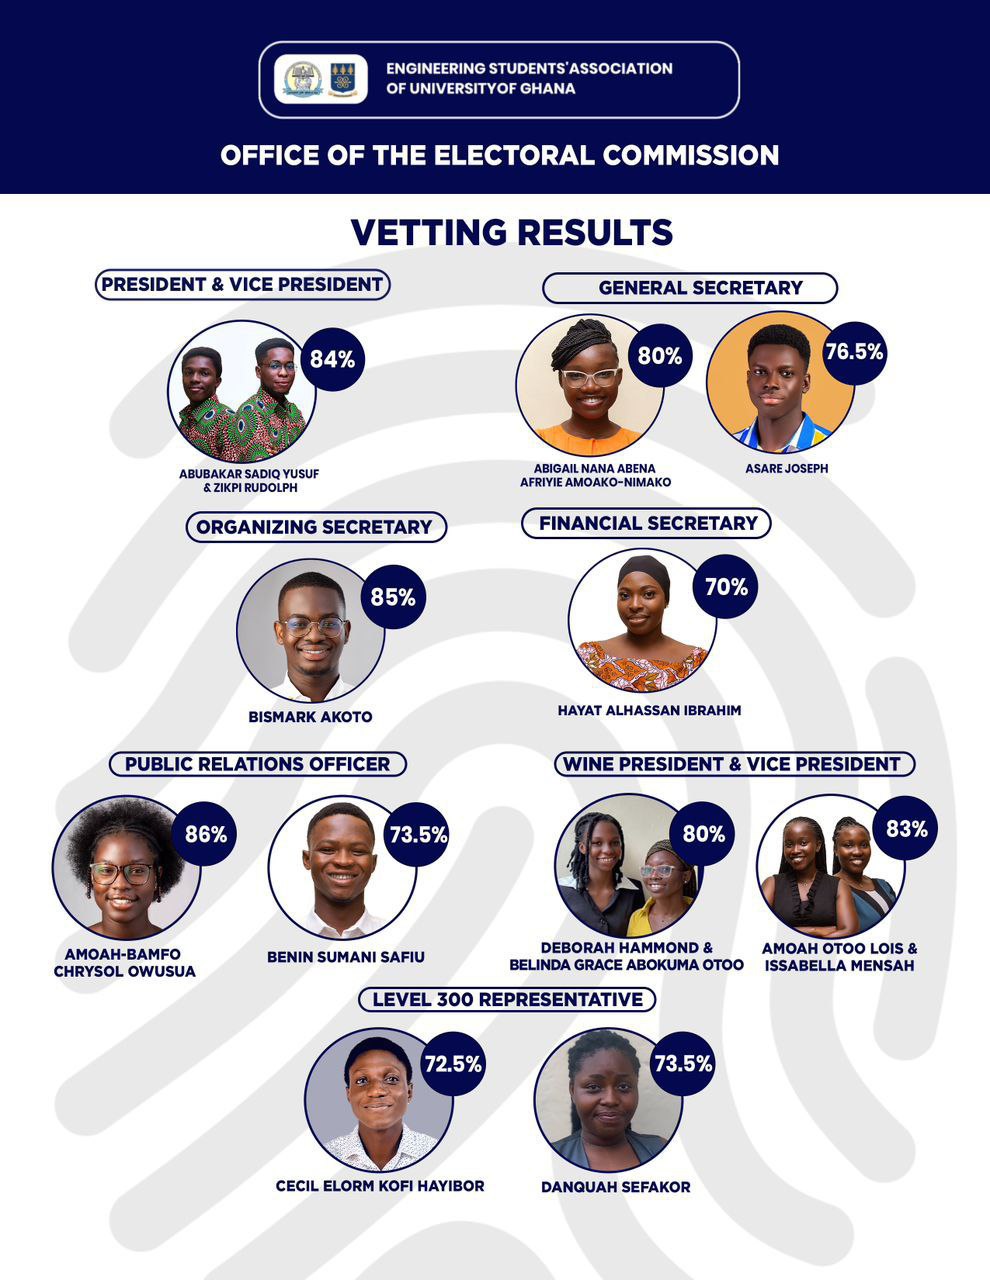 ENGINEERING STUDENTS'ASSOCIATION
OF UNIVERSITYOF GHANA
OFFICE OF THE ELECTORAL COMMISSION
VETTING RESULTS
PRESIDENT & VICE PRESIDENT
84%
ABUBAKAR SADIQ YUSUF
& ZIKPI RUDOLPH
GENERAL SECRETARY
80%
ABIGAIL NANA ABENA
AFRIYIE AMOAKO-NIMAKO
76.5%
ASARE JOSEPH
ORGANIZING SECRETARY
85%
BISMARK AKOTO
FINANCIAL SECRETARY
70%
HAYAT ALHASSAN IBRAHIM
PUBLIC RELATIONS OFFICER
86%
AMOAH-BAMFO
CHRYSOL OWUSUA
73.5%
BENIN SUMANI SAFIU
WINE PRESIDENT & VICE PRESIDENT
80%
DEBORAH HAMMOND &
BELINDA GRACE ABOKUMA OTOO
83%
AMOAH OTOO LOIS &
ISSABELLA MENSAH
LEVEL 300 REPRESENTATIVE
72.5%
CECIL ELORM KOFI HAYIBOR
73.5%
DANQUAH SEFAKOR